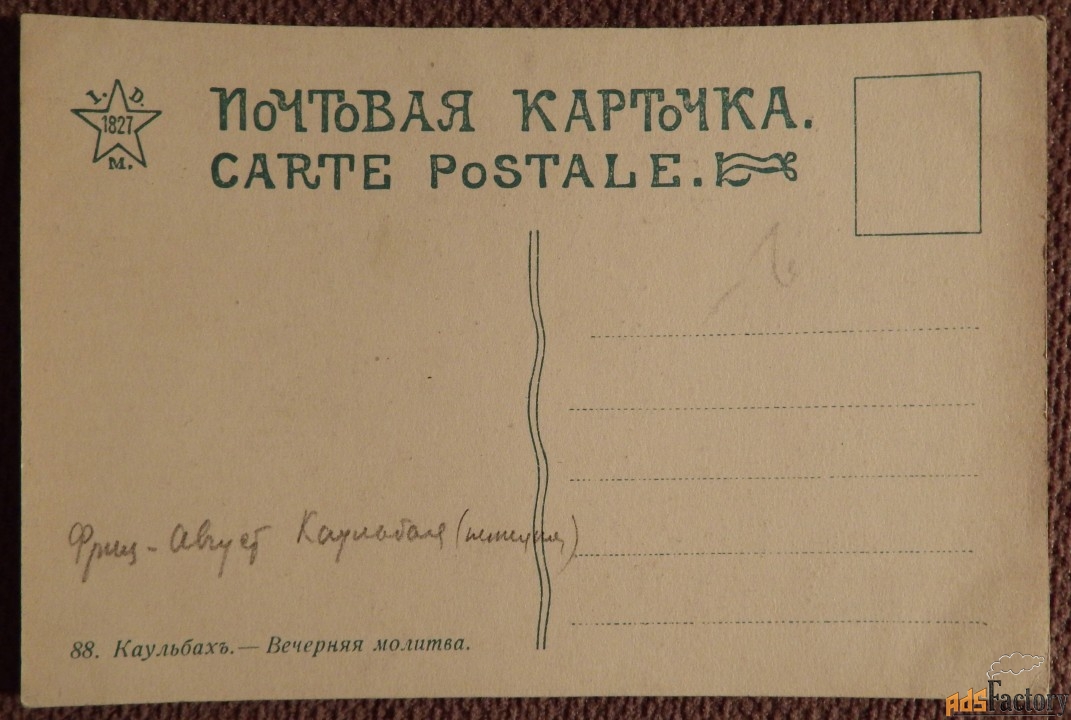 I. D.
1827
M.
ПОЧТОВАЯ КАРТОЧКА.
CARTE POSTALE.
Фриц-Август Каульбах
88. Каульбахъ.— Вечерняя молитва.
AdsFactory